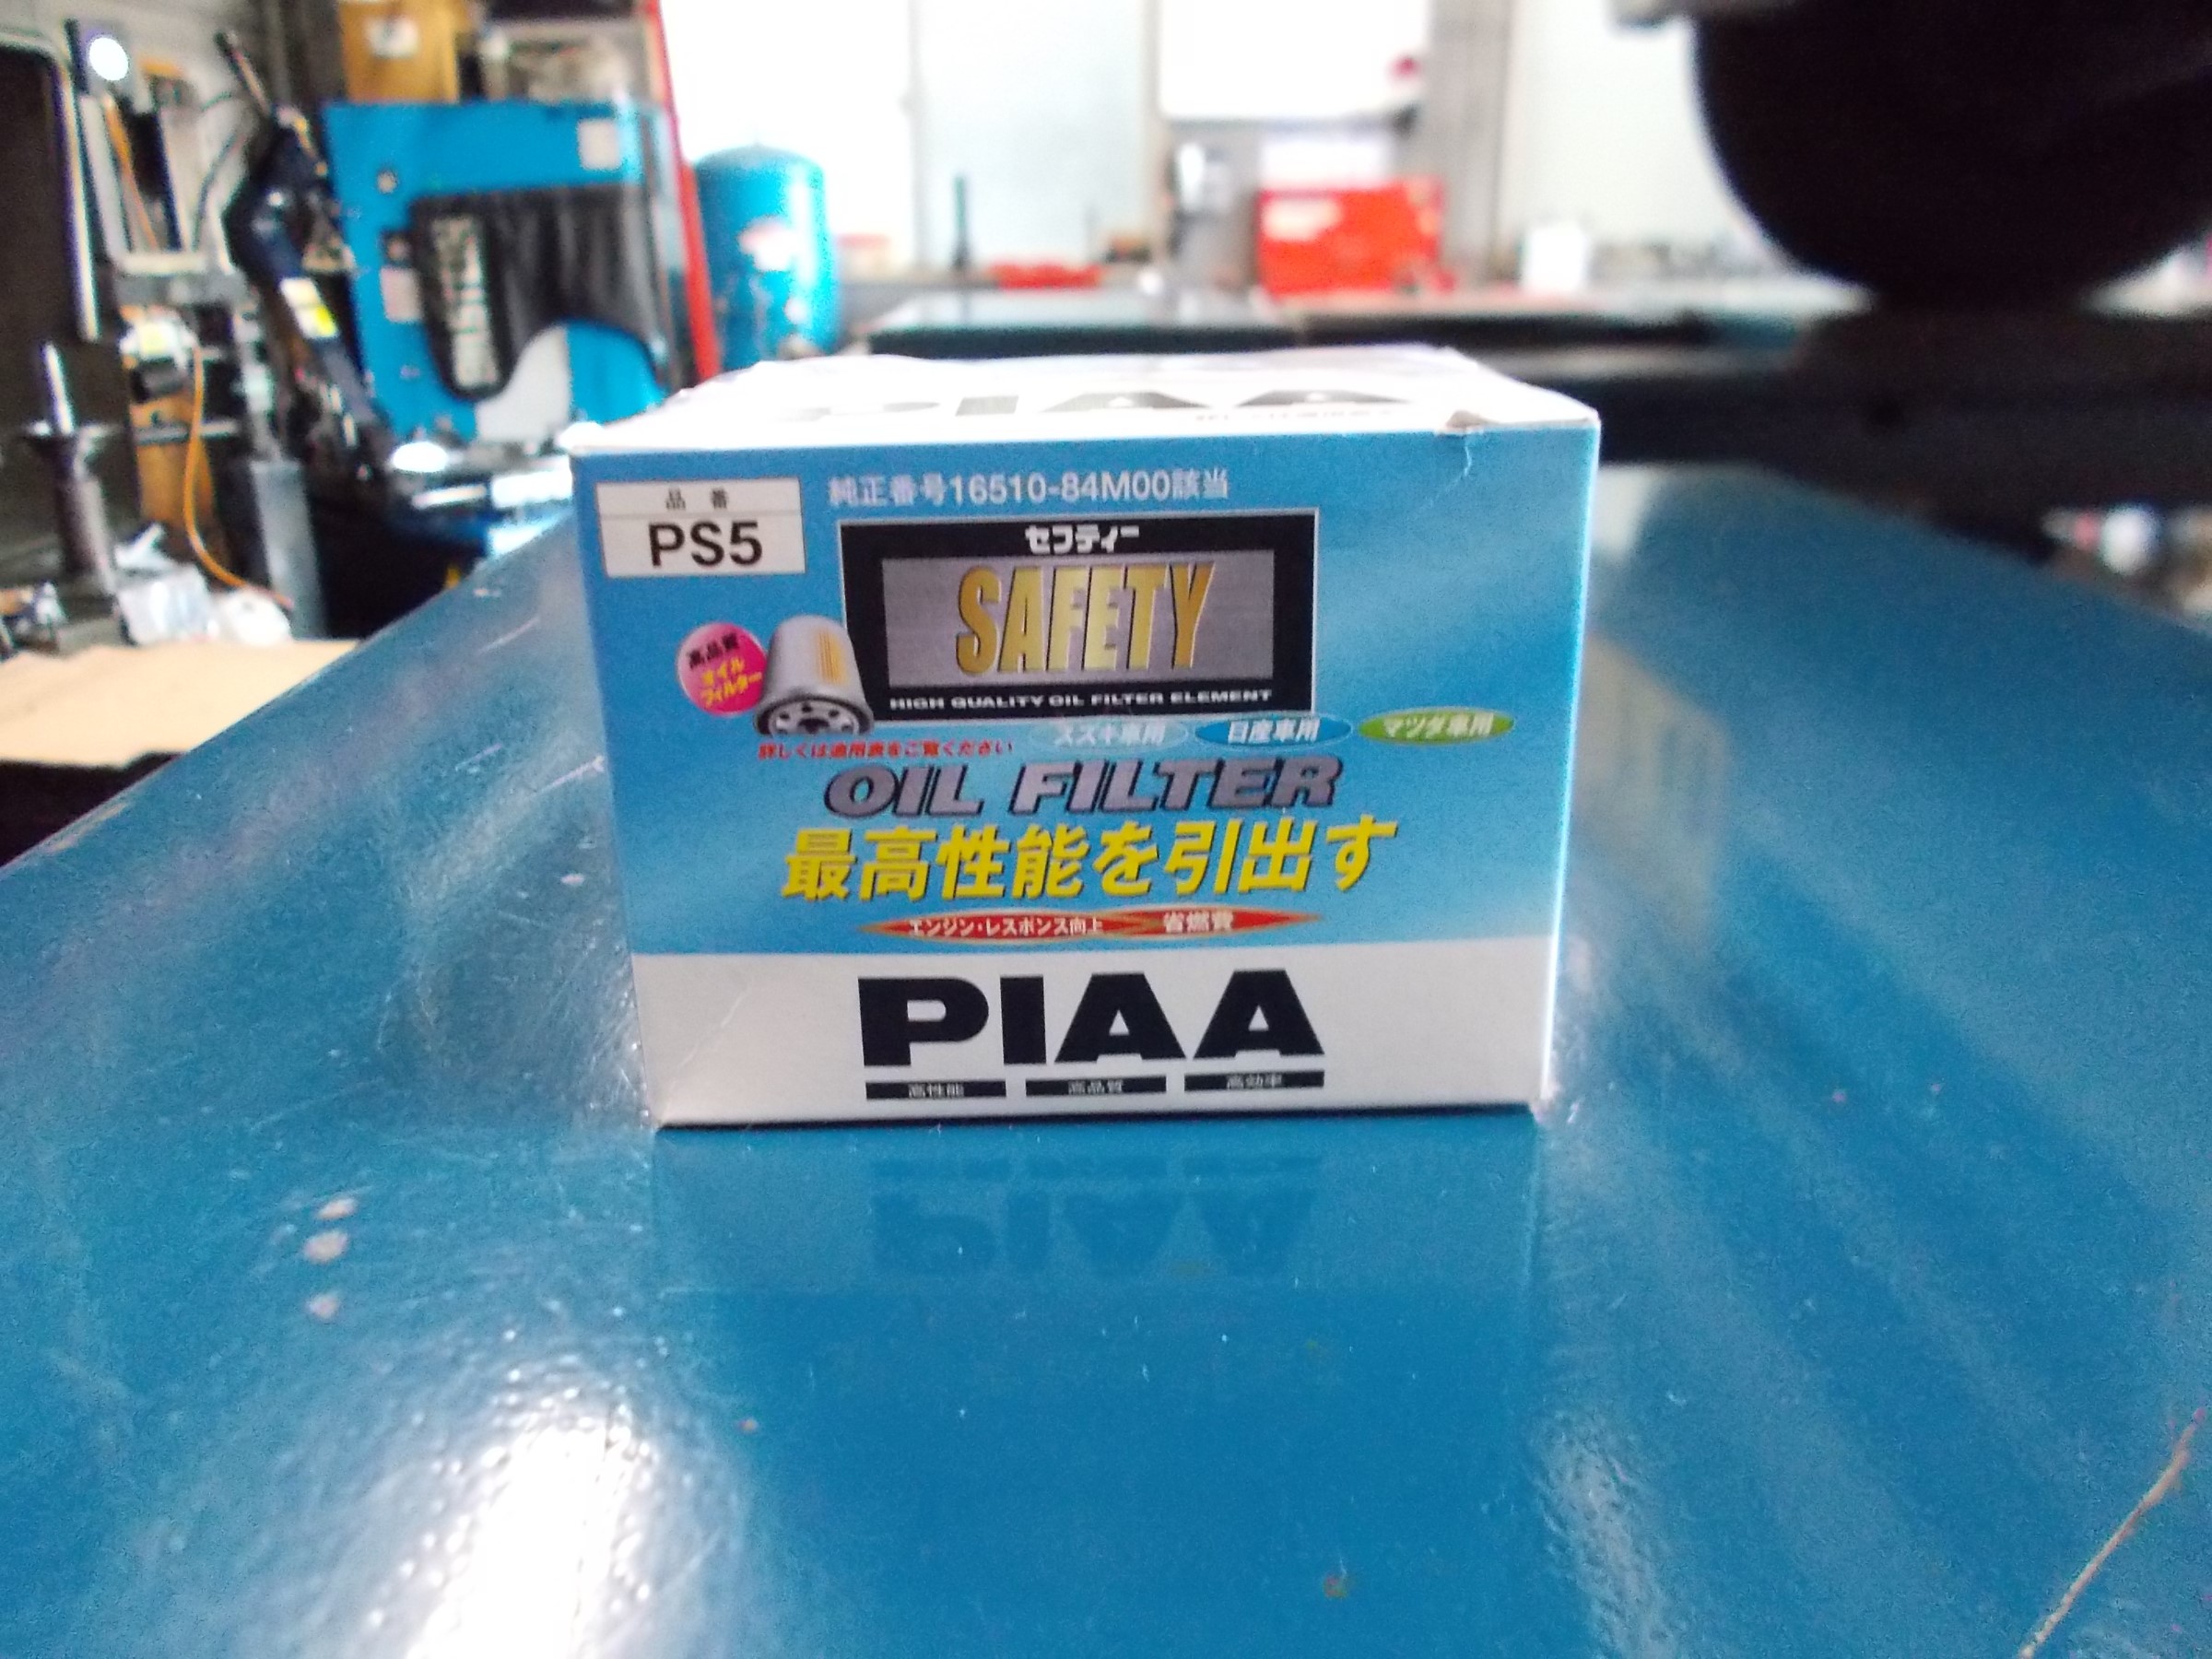 PIAA
品番
PS5
純正番号16510-84M00該当
セフティー
SAFETY
HIGH QUALITY OIL FILTER ELEMENT
高品質
オイル
フィルター
スズキ車用 日産車用 マツダ車用
詳しくは適用表をご覧ください
OIL FILTER
最高性能を引出す
エンジン・レスポンス向上 省燃費
PIAA
高性能 高品質 高効率